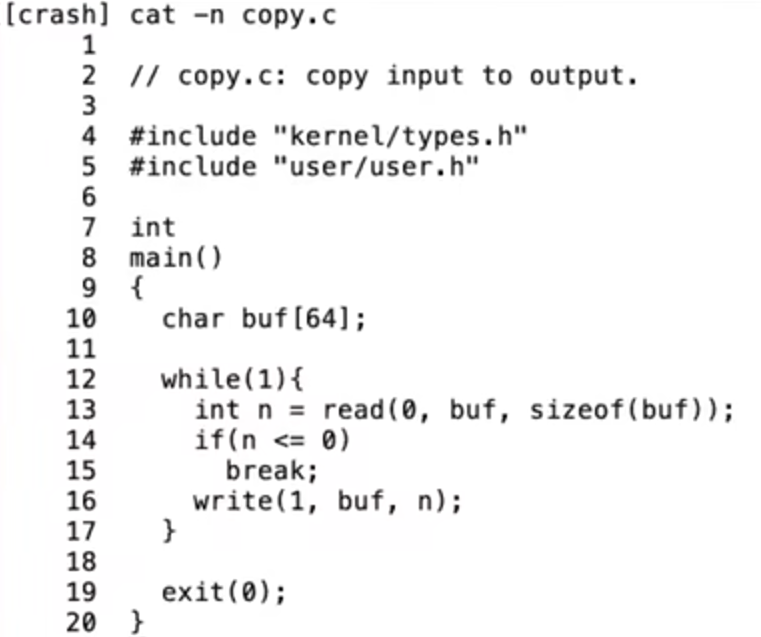 [crash] cat -n copy.c
     1
     2  // copy.c: copy input to output.
     3
     4  #include "kernel/types.h"
     5  #include "user/user.h"
     6
     7  int
     8  main()
     9  {
    10    char buf[64];
    11
    12    while(1){
    13      int n = read(0, buf, sizeof(buf));
    14      if(n <= 0)
    15        break;
    16      write(1, buf, n);
    17    }
    18
    19    exit(0);
    20  }